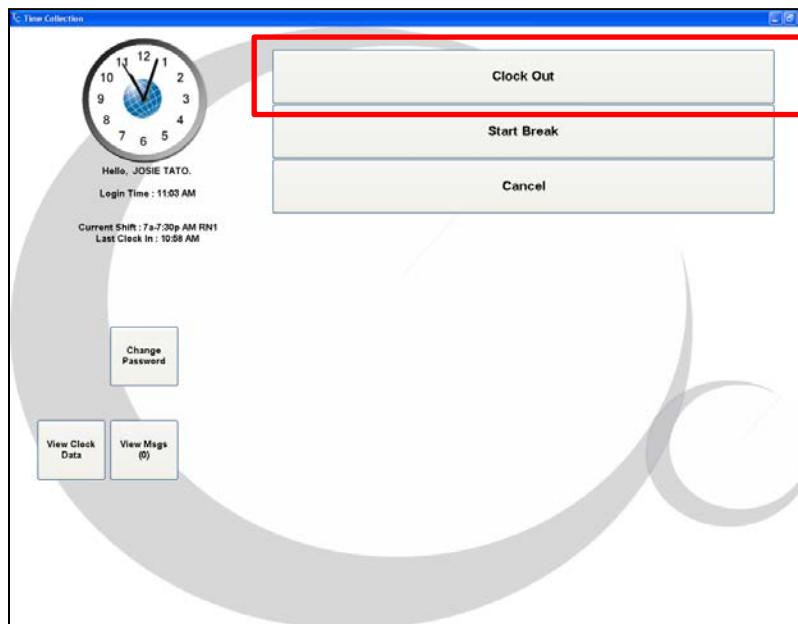 Time Collection
12
1
2
3
4
5
6
7
8
9
10
11
Hello, JOSIE TATO.
Login Time : 11:03 AM
Current Shift : 7a-7:30p AM RN1
Last Clock In : 10:58 AM
Clock Out
Start Break
Cancel
Change
Password
View Clock
Data
View Msgs
(0)